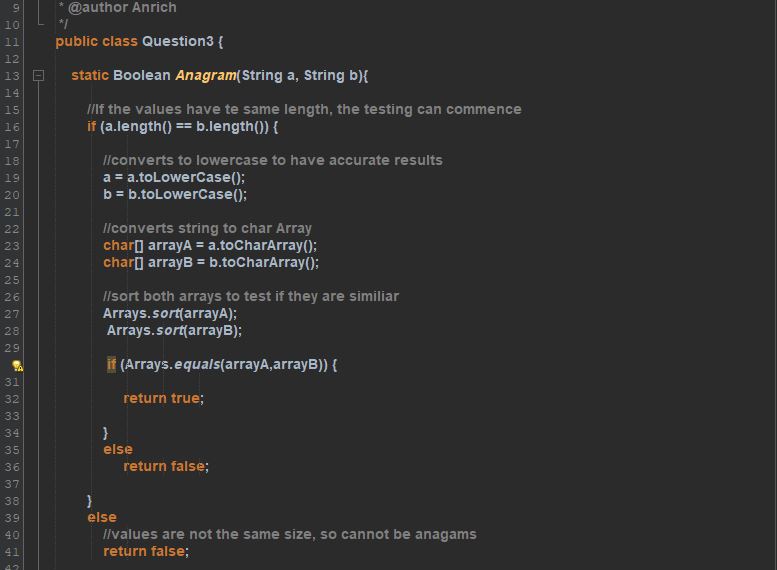 9 * @author Anrich
10 */
11 public class Question3 {
12
13 static Boolean Anagram(String a, String b){
14
15 //If the values have te same length, the testing can commence
16 if (a.length() == b.length()) {
17
18 //converts to lowercase to have accurate results
19 a = a.toLowerCase();
20 b = b.toLowerCase();
21
22 //converts string to char Array
23 char[] arrayA = a.toCharArray();
24 char[] arrayB = b.toCharArray();
25
26 //sort both arrays to test if they are similiar
27 Arrays.sort(arrayA);
28 Arrays.sort(arrayB);
29
if (Arrays.equals(arrayA,arrayB)) {
31
32 return true;
33
34 }
35 else
36 return false;
37
38 }
39 else
40 //values are not the same size, so cannot be anagams
41 return false;
42